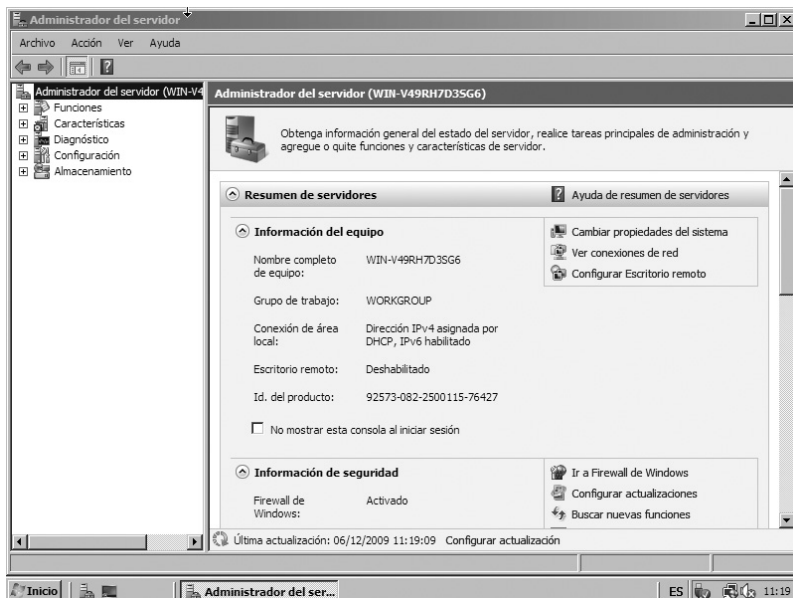 Administrador del servidor
Archivo Acción Ver Ayuda
Administrador del servidor (WIN-V4
Funciones
Características
Diagnóstico
Configuración
Almacenamiento
Administrador del servidor (WIN-V49RH7D3SG6)
Obtenga información general del estado del servidor, realice tareas principales de administración y
agregue o quite funciones y características de servidor.
Resumen de servidores
Ayuda de resumen de servidores
Información del equipo
Cambiar propiedades del sistema
Ver conexiones de red
Configurar Escritorio remoto
Nombre completo
de equipo:
WIN-V49RH7D3SG6
Grupo de trabajo:
WORKGROUP
Conexión de área
local:
Dirección IPv4 asignada por
DHCP, IPv6 habilitado
Escritorio remoto:
Deshabilitado
Id. del producto:
92573-082-2500115-76427
No mostrar esta consola al iniciar sesión
Información de seguridad
Ir a Firewall de Windows
Configurar actualizaciones
Buscar nuevas funciones
Firewall de
Windows:
Activado
Última actualización: 06/12/2009 11:19:09 Configurar actualización
Inicio
Administrador del ser...
ES
11:19